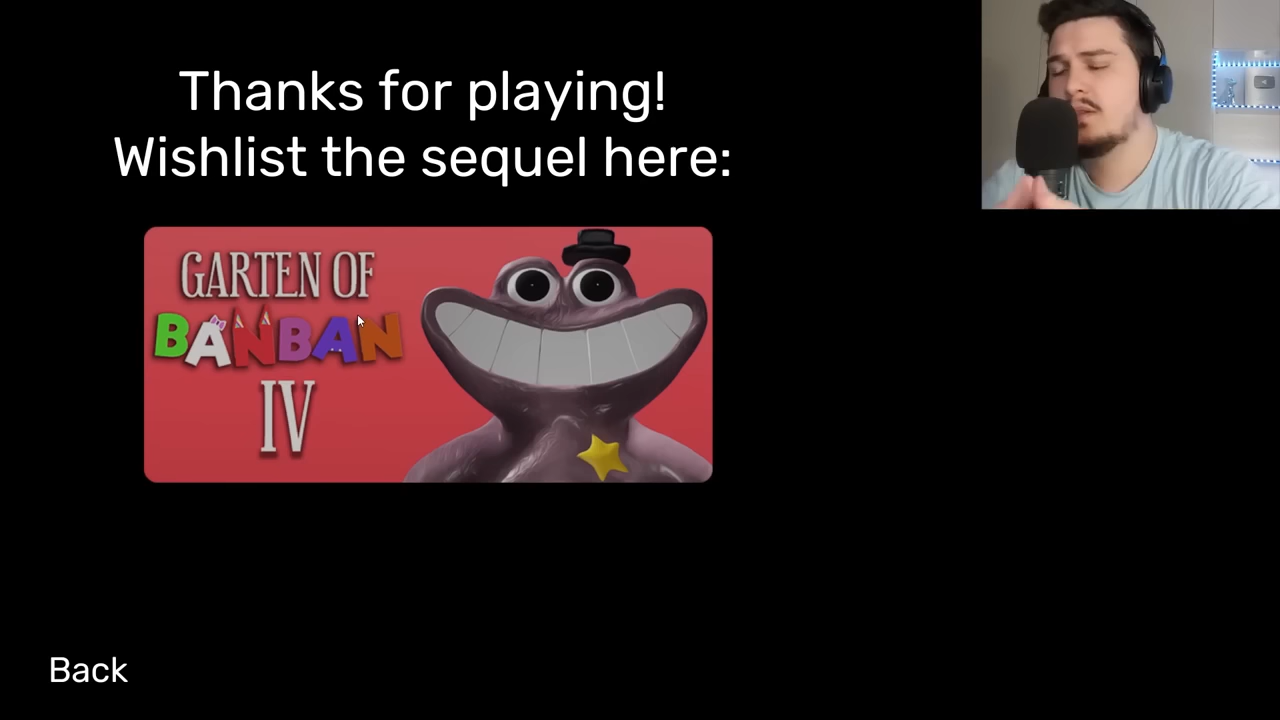 Thanks for playing!
Wishlist the sequel here:
GARTEN OF
BANBAN
IV
Back